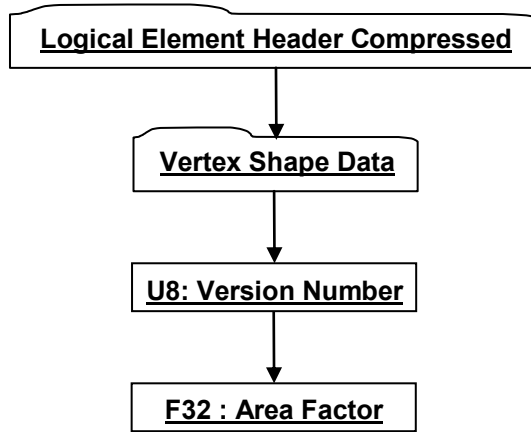 Logical Element Header Compressed
Vertex Shape Data
U8: Version Number
F32 : Area Factor